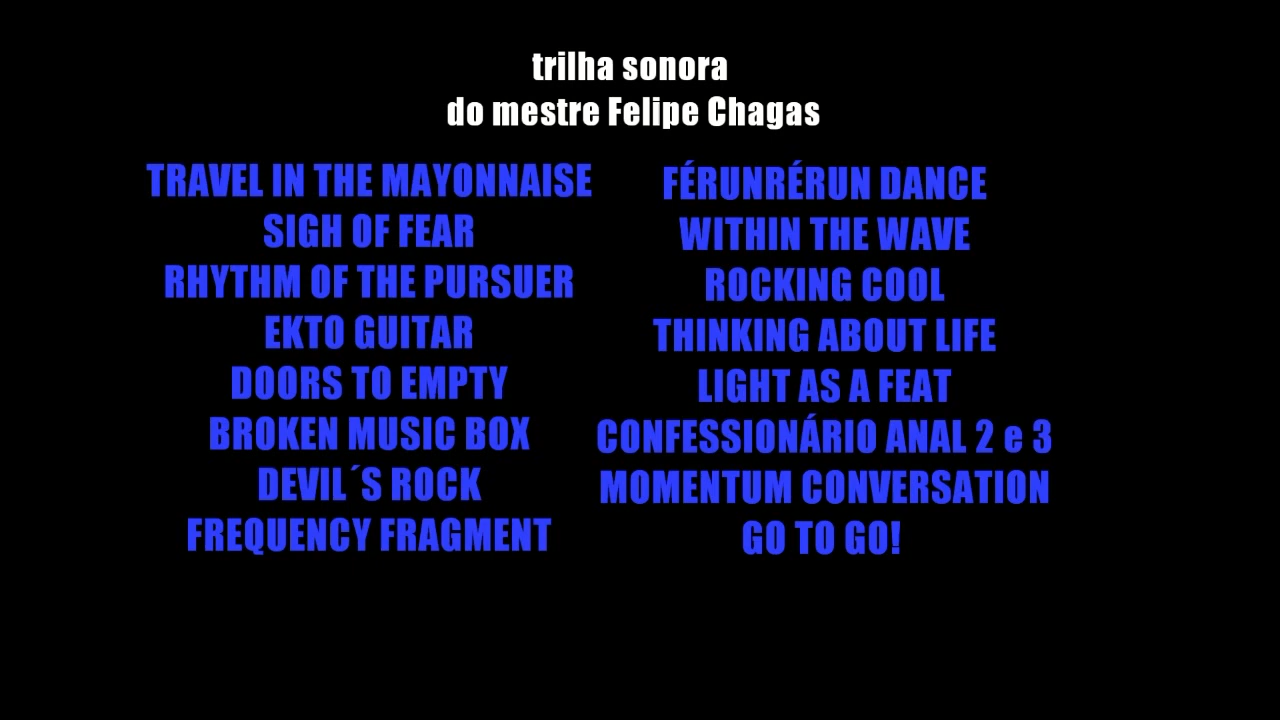 trilha sonora
do mestre Felipe Chagas
TRAVEL IN THE MAYONNAISE
SIGH OF FEAR
RHYTHM OF THE PURSUER
EKTO GUITAR
DOORS TO EMPTY
BROKEN MUSIC BOX
DEVIL´S ROCK
FREQUENCY FRAGMENT
FÉRUNRÉRUN DANCE
WITHIN THE WAVE
ROCKING COOL
THINKING ABOUT LIFE
LIGHT AS A FEAT
CONFESSIONÁRIO ANAL 2 e 3
MOMENTUM CONVERSATION
GO TO GO!